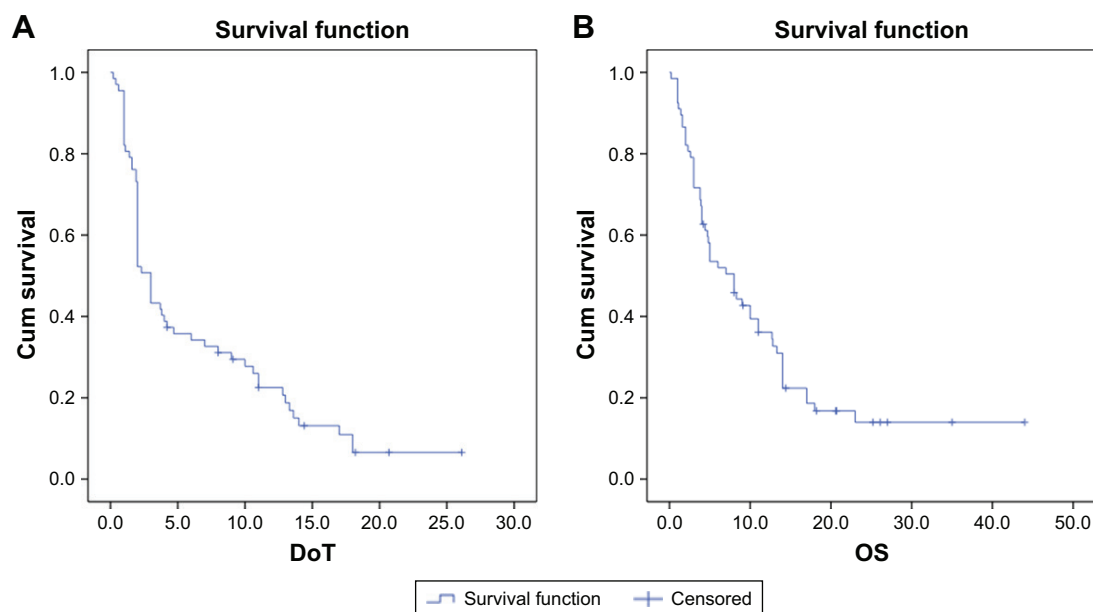 A
Survival function
1.0
0.8
0.6
0.4
0.2
0.0
Cum survival
0.0 5.0 10.0 15.0 20.0 25.0 30.0
DoT
B
Survival function
1.0
0.8
0.6
0.4
0.2
0.0
Cum survival
0.0 10.0 20.0 30.0 40.0 50.0
OS
Survival function Censored